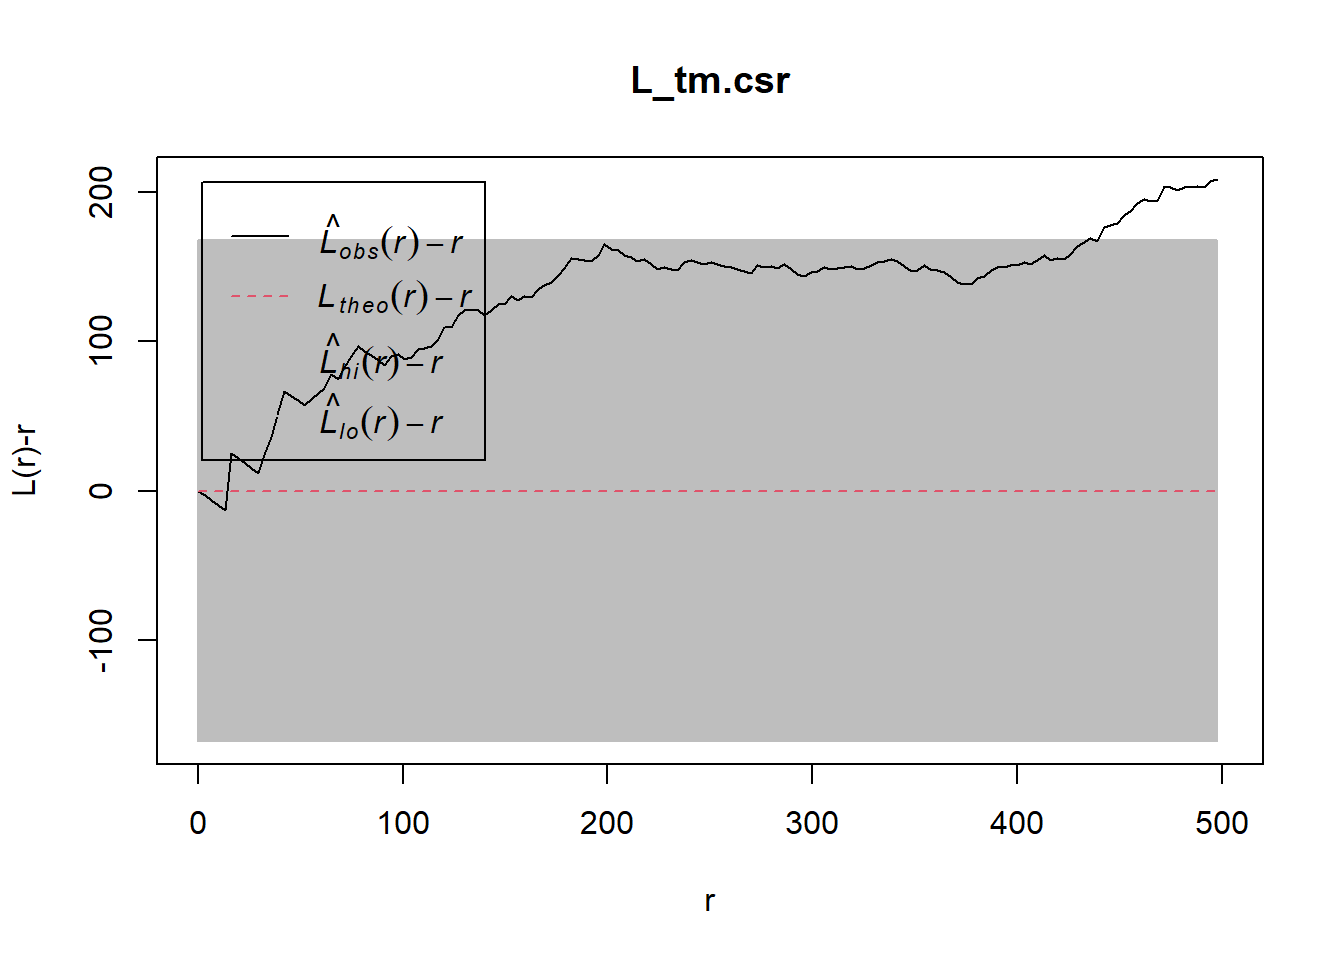 L_tm.csr
L(r)-r
200
100
0
-100
L̂obs(r) − r
Ltheo(r) − r
L̂hi(r) − r
L̂lo(r) − r
0 100 200 300 400 500
r